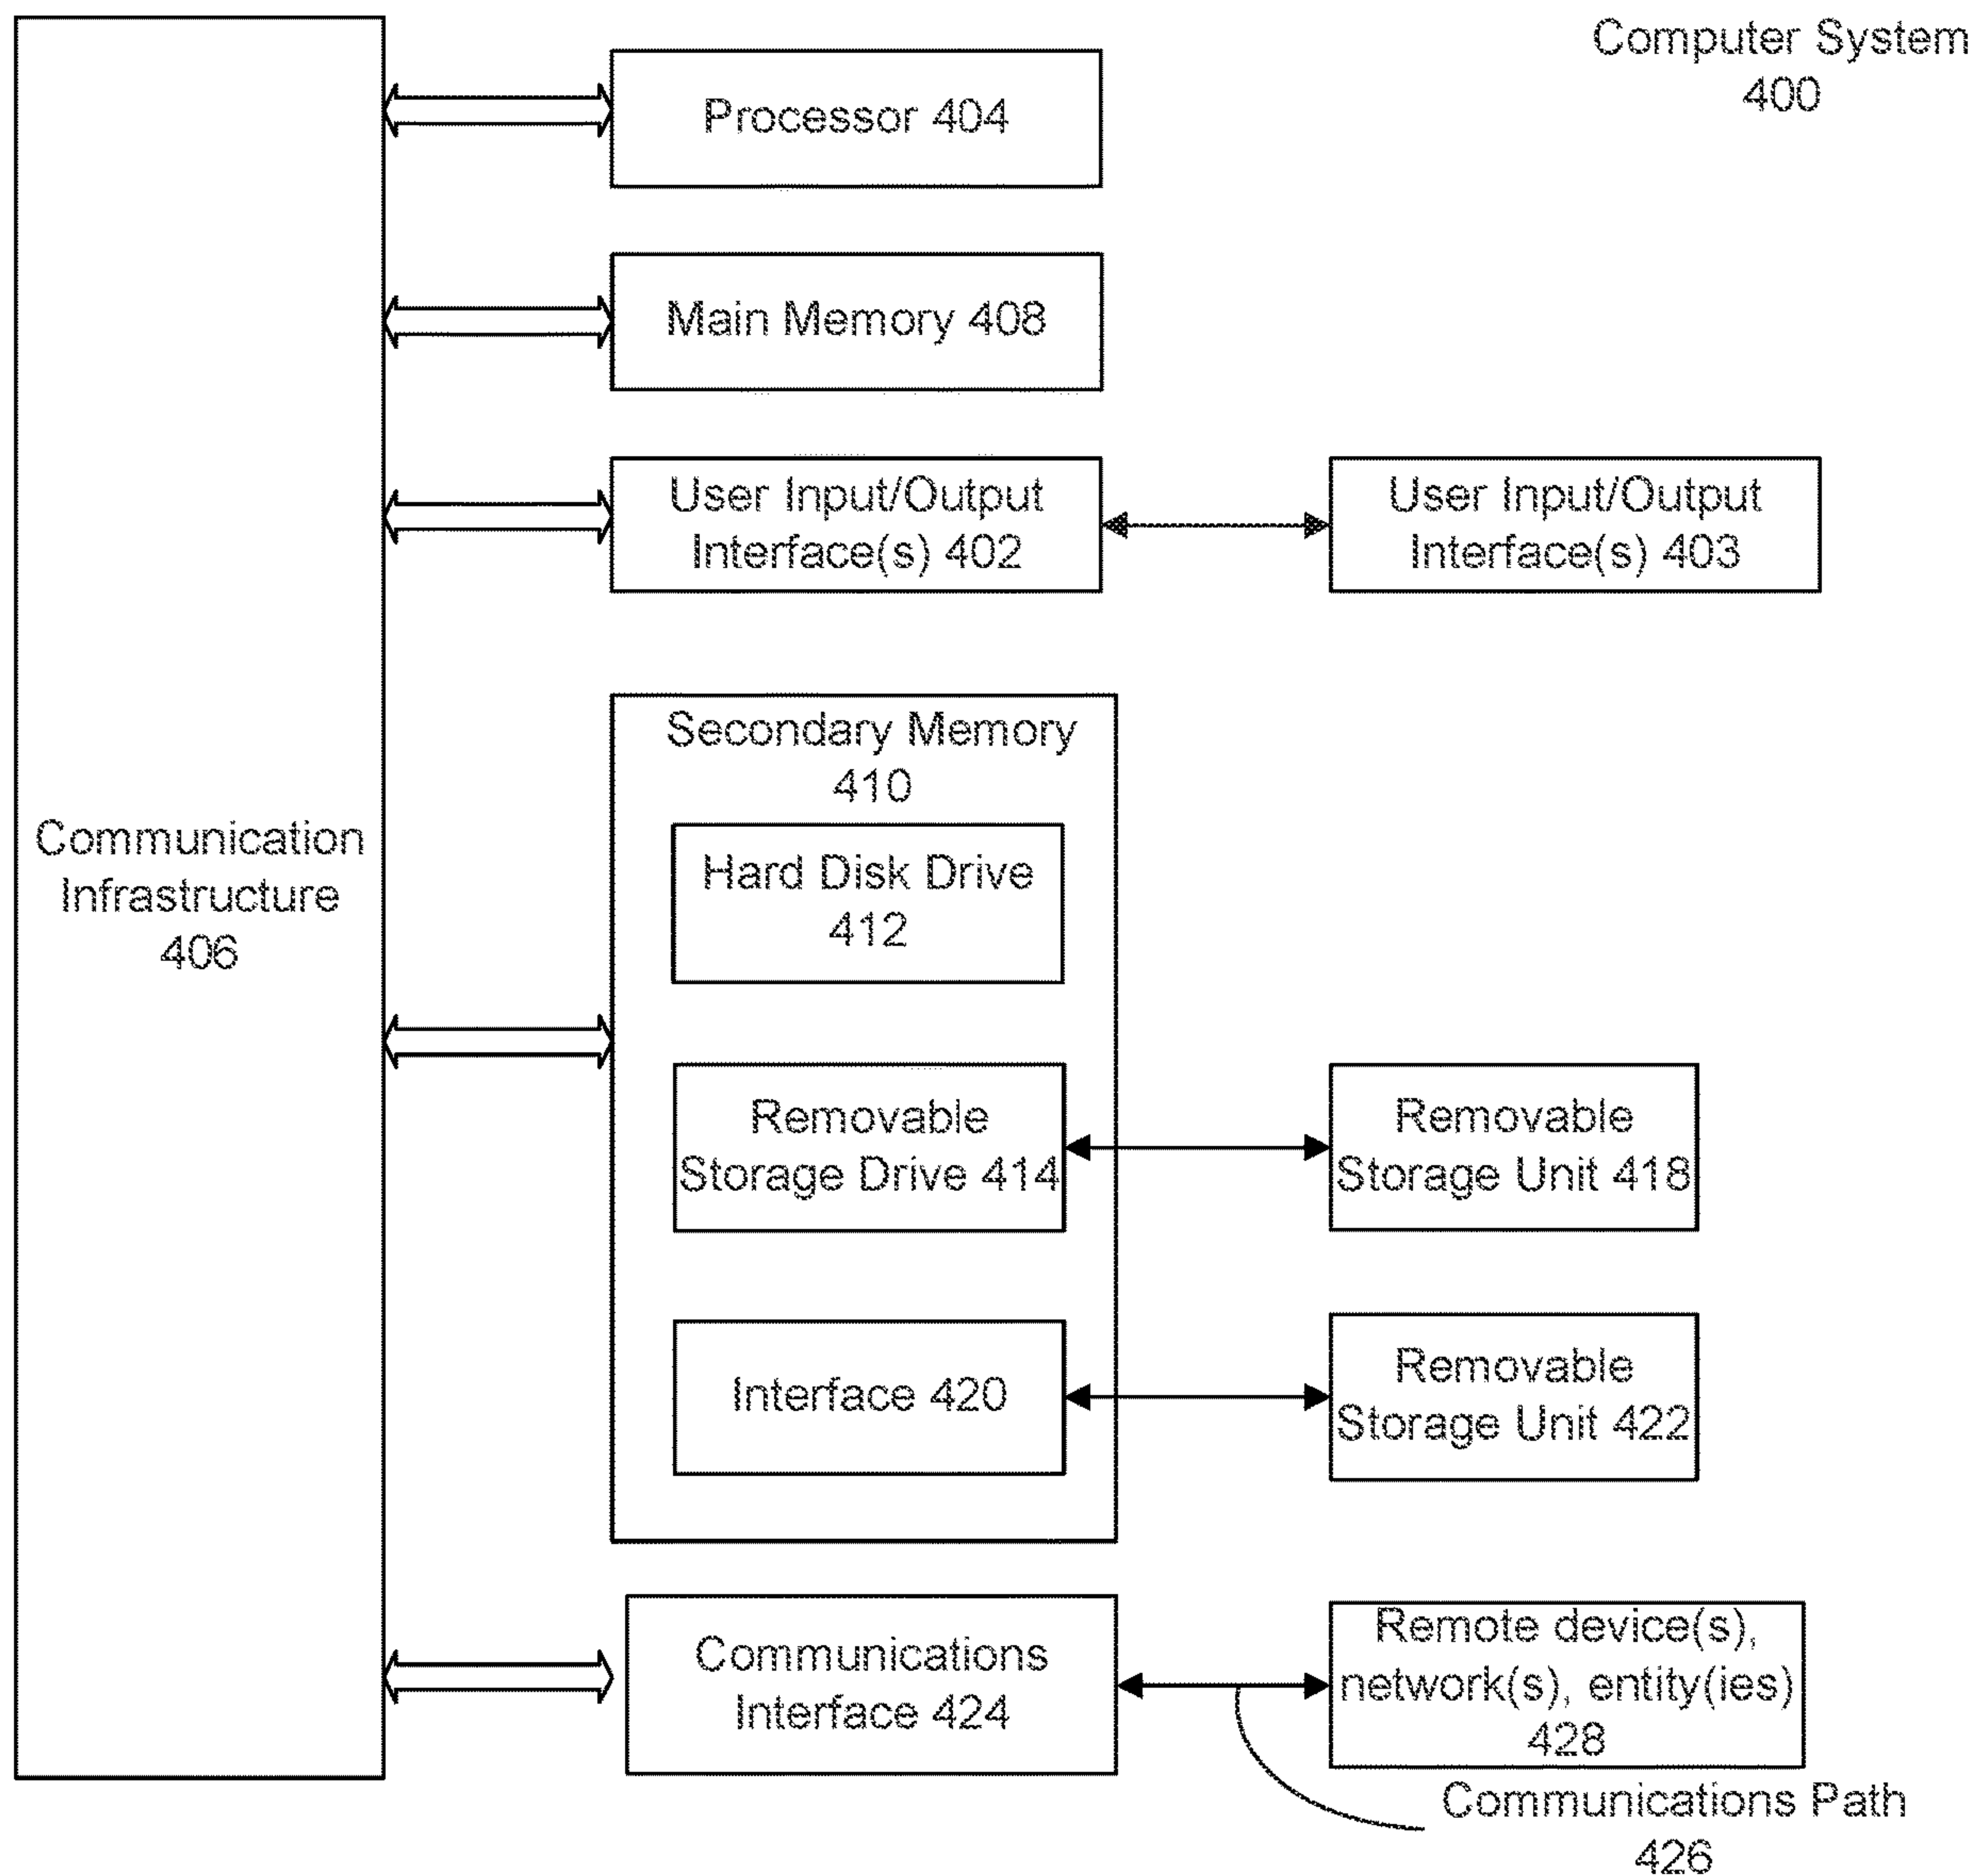 Computer System
400
Processor 404
Main Memory 408
User Input/Output
Interface(s) 402
User Input/Output
Interface(s) 403
Secondary Memory
410
Communication
Infrastructure
406
Hard Disk Drive
412
Removable
Storage Drive 414
Removable
Storage Unit 418
Interface 420
Removable
Storage Unit 422
Communications
Interface 424
Remote device(s),
network(s), entity(ies)
428
Communications Path
426